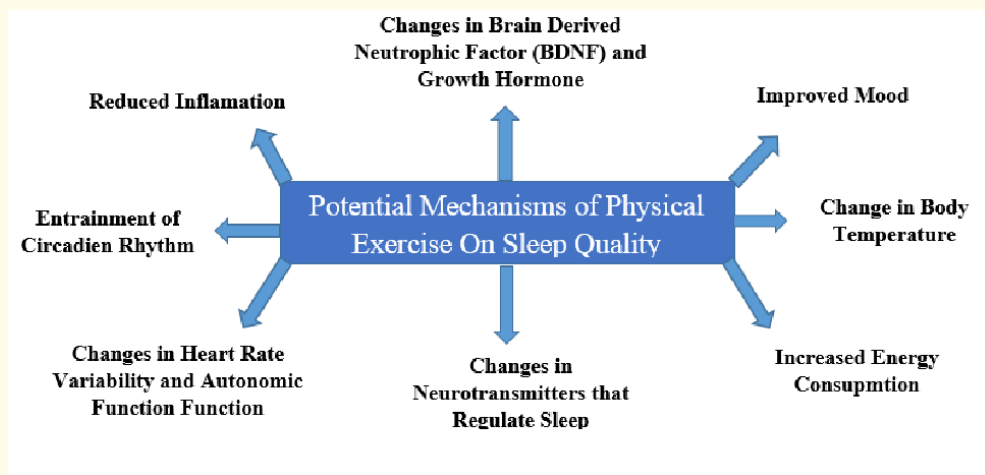 Changes in Brain Derived
Neutrophic Factor (BDNF) and
Growth Hormone
Reduced Inflamation
Improved Mood
Potential Mechanisms of Physical
Exercise On Sleep Quality
Entrainment of
Circadien Rhythm
Change in Body
Temperature
Changes in Heart Rate
Variability and Autonomic
Function Function
Changes in
Neurotransmitters that
Regulate Sleep
Increased Energy
Consupmtion